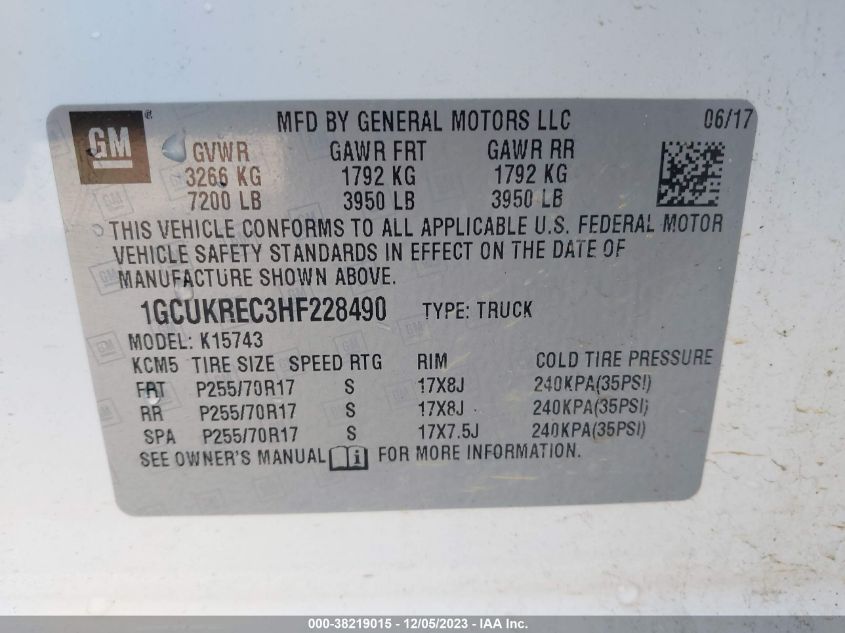 GM ® MFD BY GENERAL MOTORS LLC 06/17
GVWR GAWR FRT GAWR RR
3266 KG 1792 KG 1792 KG
7200 LB 3950 LB 3950 LB
THIS VEHICLE CONFORMS TO ALL APPLICABLE U.S. FEDERAL MOTOR
VEHICLE SAFETY STANDARDS IN EFFECT ON THE DATE OF
MANUFACTURE SHOWN ABOVE.
1GCUKREC3HF228490 TYPE: TRUCK
MODEL: K15743
KCM5 TIRE SIZE SPEED RTG RIM COLD TIRE PRESSURE
FRT P255/70R17 S 17X8J 240KPA(35PSI)
RR P255/70R17 S 17X8J 240KPA(35PSI)
SPA P255/70R17 S 17X7.5J 240KPA(35PSI)
SEE OWNER'S MANUAL i FOR MORE INFORMATION.
000-38219015 - 12/05/2023 - IAA Inc.